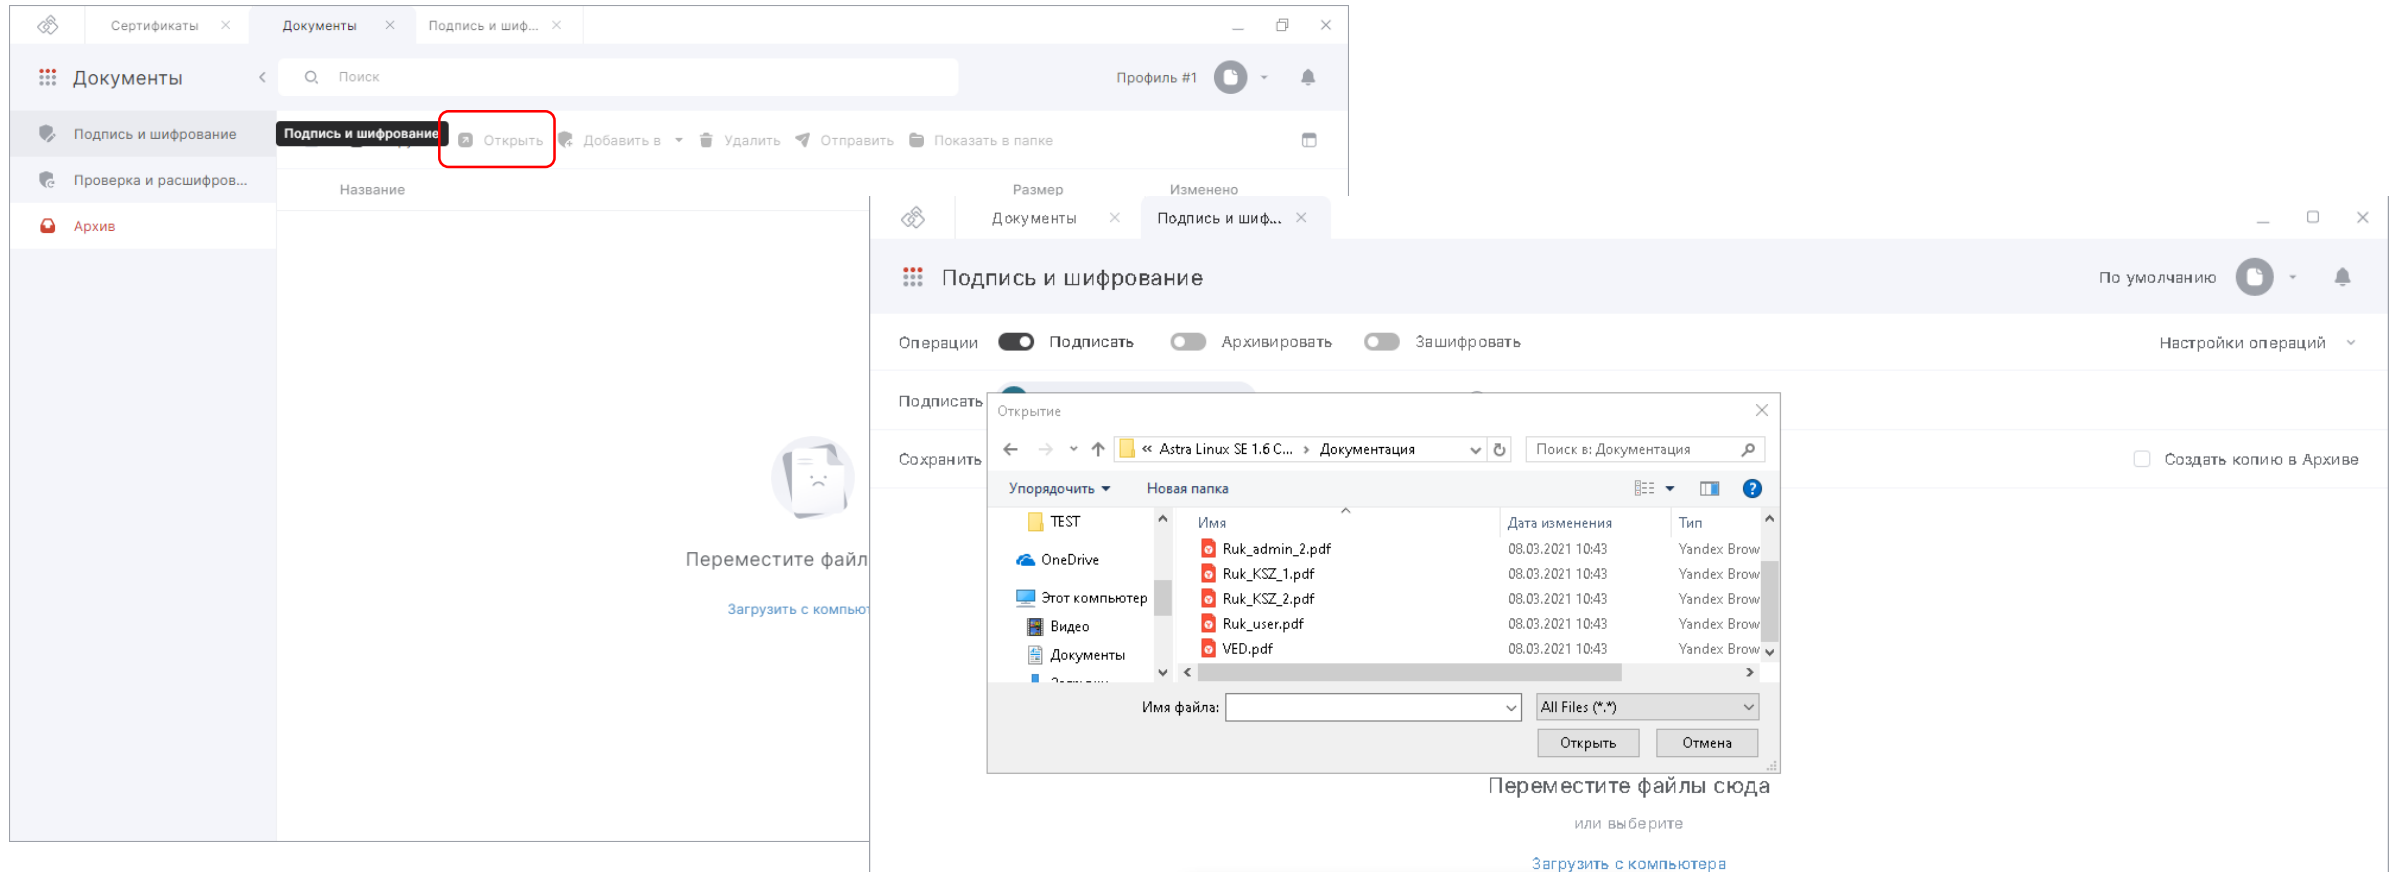 Сертификаты
Документы
Подпись и шиф...
Документы
Поиск
Профиль #1
Подпись и шифрование
Подпись и шифрование
Открыть
Добавить в
Удалить
Отправить
Показать в папке
Проверка и расшифров...
Название
Размер
Изменено
Архив
Переместите файл
Загрузить с компьют
Документы
Подпись и шиф...
Подпись и шифрование
По умолчанию
Операции
Подписать
Архивировать
Зашифровать
Настройки операций
Подписать
Сохранить
Создать копию в Архиве
Открытие
« Astra Linux SE 1.6 С... › Документация
Поиск в: Документация
Упорядочить
Новая папка
TEST
OneDrive
Этот компьютер
Видео
Документы
Имя
Дата изменения
Тип
Ruk_admin_2.pdf
08.03.2021 10:43
Yandex Brow
Ruk_KSZ_1.pdf
08.03.2021 10:43
Yandex Brow
Ruk_KSZ_2.pdf
08.03.2021 10:43
Yandex Brow
Ruk_user.pdf
08.03.2021 10:43
Yandex Brow
VED.pdf
08.03.2021 10:43
Yandex Brow
Имя файла:
All Files (*.*)
Открыть
Отмена
Переместите файлы сюда
или выберите
Загрузить с компьютера